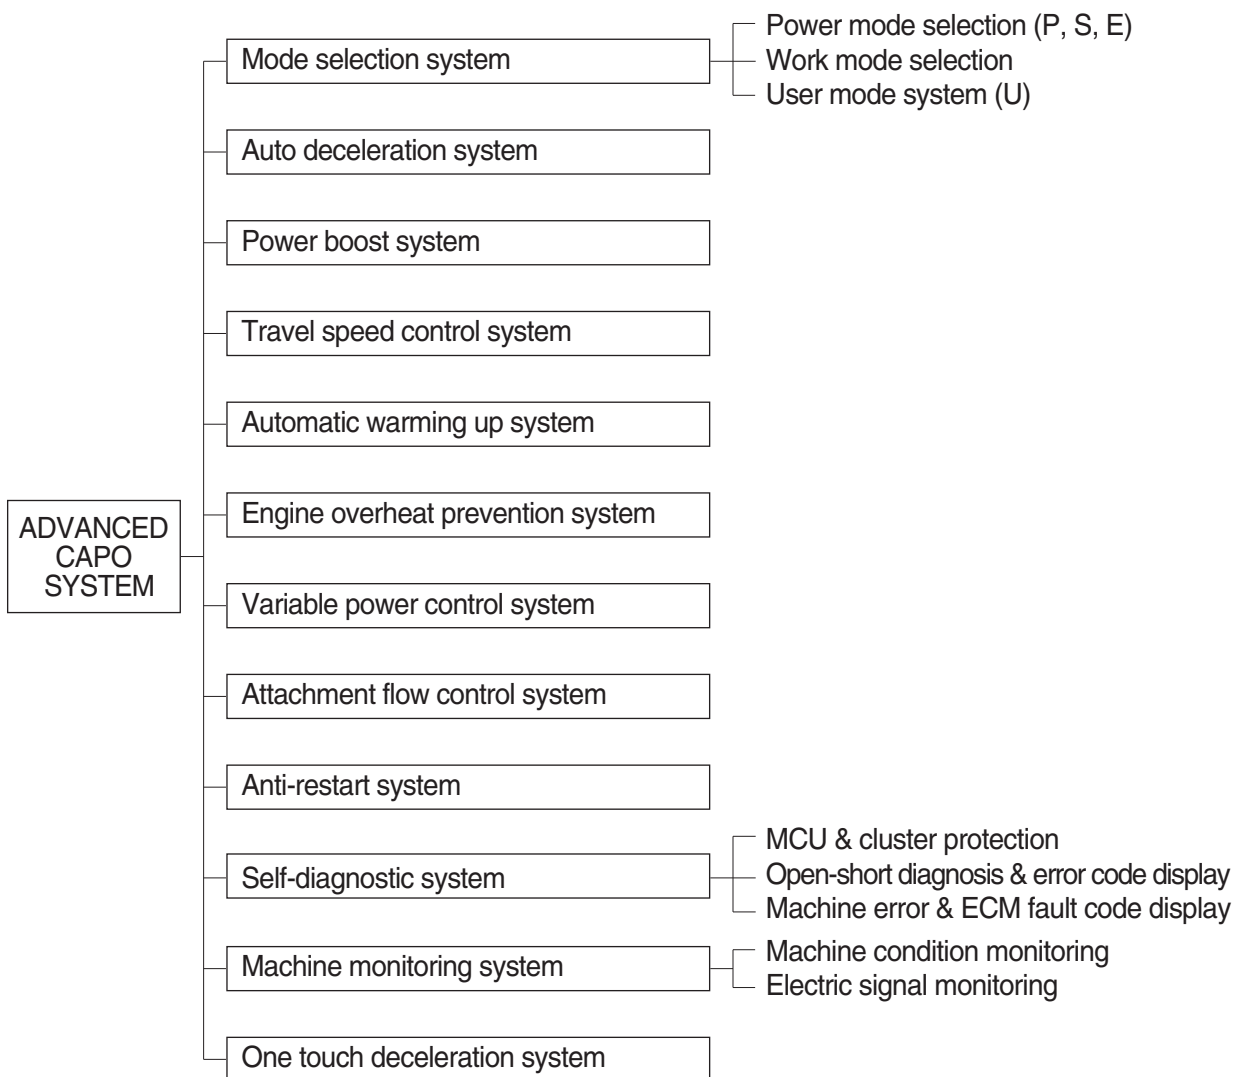 Power mode selection (P, S, E)
Mode selection system
Work mode selection
User mode system (U)
Auto deceleration system
Power boost system
Travel speed control system
Automatic warming up system
Engine overheat prevention system
ADVANCED
CAPO
SYSTEM
Variable power control system
Attachment flow control system
Anti-restart system
MCU & cluster protection
Self-diagnostic system
Open-short diagnosis & error code display
Machine error & ECM fault code display
Machine condition monitoring
Machine monitoring system
Electric signal monitoring
One touch deceleration system